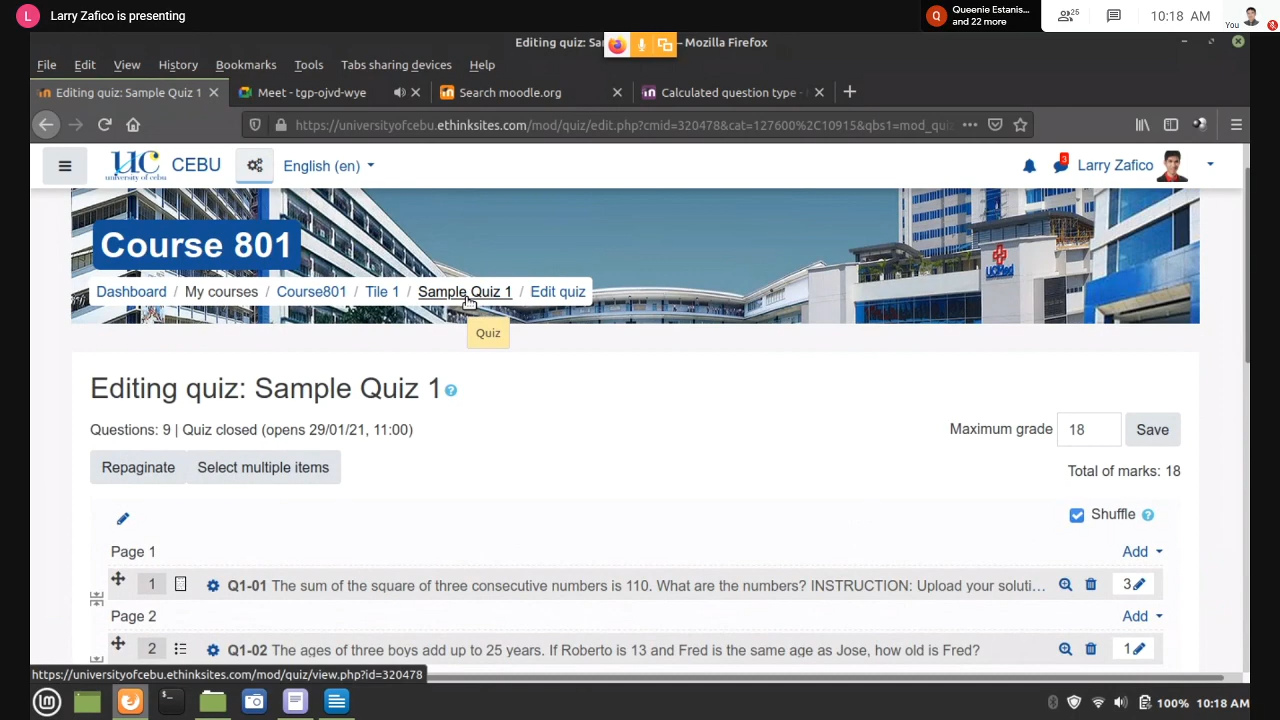 L Larry Zafico is presenting
Q Queenie Estanis... and 22 more
25
10:18 AM
You
Editing quiz: Sa – Mozilla Firefox
File Edit View History Bookmarks Tools Tabs sharing devices Help
Editing quiz: Sample Quiz 1
Meet - tgp-ojvd-wye
Search moodle.org
Calculated question type -
https://universityofcebu.ethinksites.com/mod/quiz/edit.php?cmid=320478&cat=127600%2C10915&qbs1=mod_qui
UC CEBU English (en) 3 Larry Zafico
university of cebu
Course 801
UCMed
Dashboard / My courses / Course801 / Tile 1 / Sample Quiz 1 / Edit quiz
Quiz
Editing quiz: Sample Quiz 1
Questions: 9 | Quiz closed (opens 29/01/21, 11:00)
Maximum grade 18 Save
Repaginate Select multiple items
Total of marks: 18
Shuffle
Page 1 Add
1 Q1-01 The sum of the square of three consecutive numbers is 110. What are the numbers? INSTRUCTION: Upload your soluti... 3
Page 2 Add
2 Q1-02 The ages of three boys add up to 25 years. If Roberto is 13 and Fred is the same age as Jose, how old is Fred? 1
https://universityofcebu.ethinksites.com/mod/quiz/view.php?id=320478
100% 10:18 AM